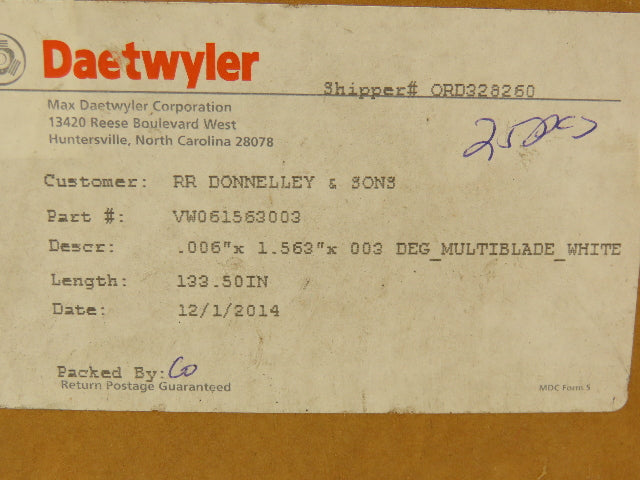 Daetwyler
Shipper# ORD328260
Max Daetwyler Corporation
13420 Reese Boulevard West
Huntersville, North Carolina 28078
Customer: RR DONNELLEY & SONS
Part #: VW061563003
Descr: .006"x 1.563"x 003 DEG_MULTIBLADE_WHITE
Length: 133.50IN
Date: 12/1/2014
Packed By:
Return Postage Guaranteed
MDC Form 5